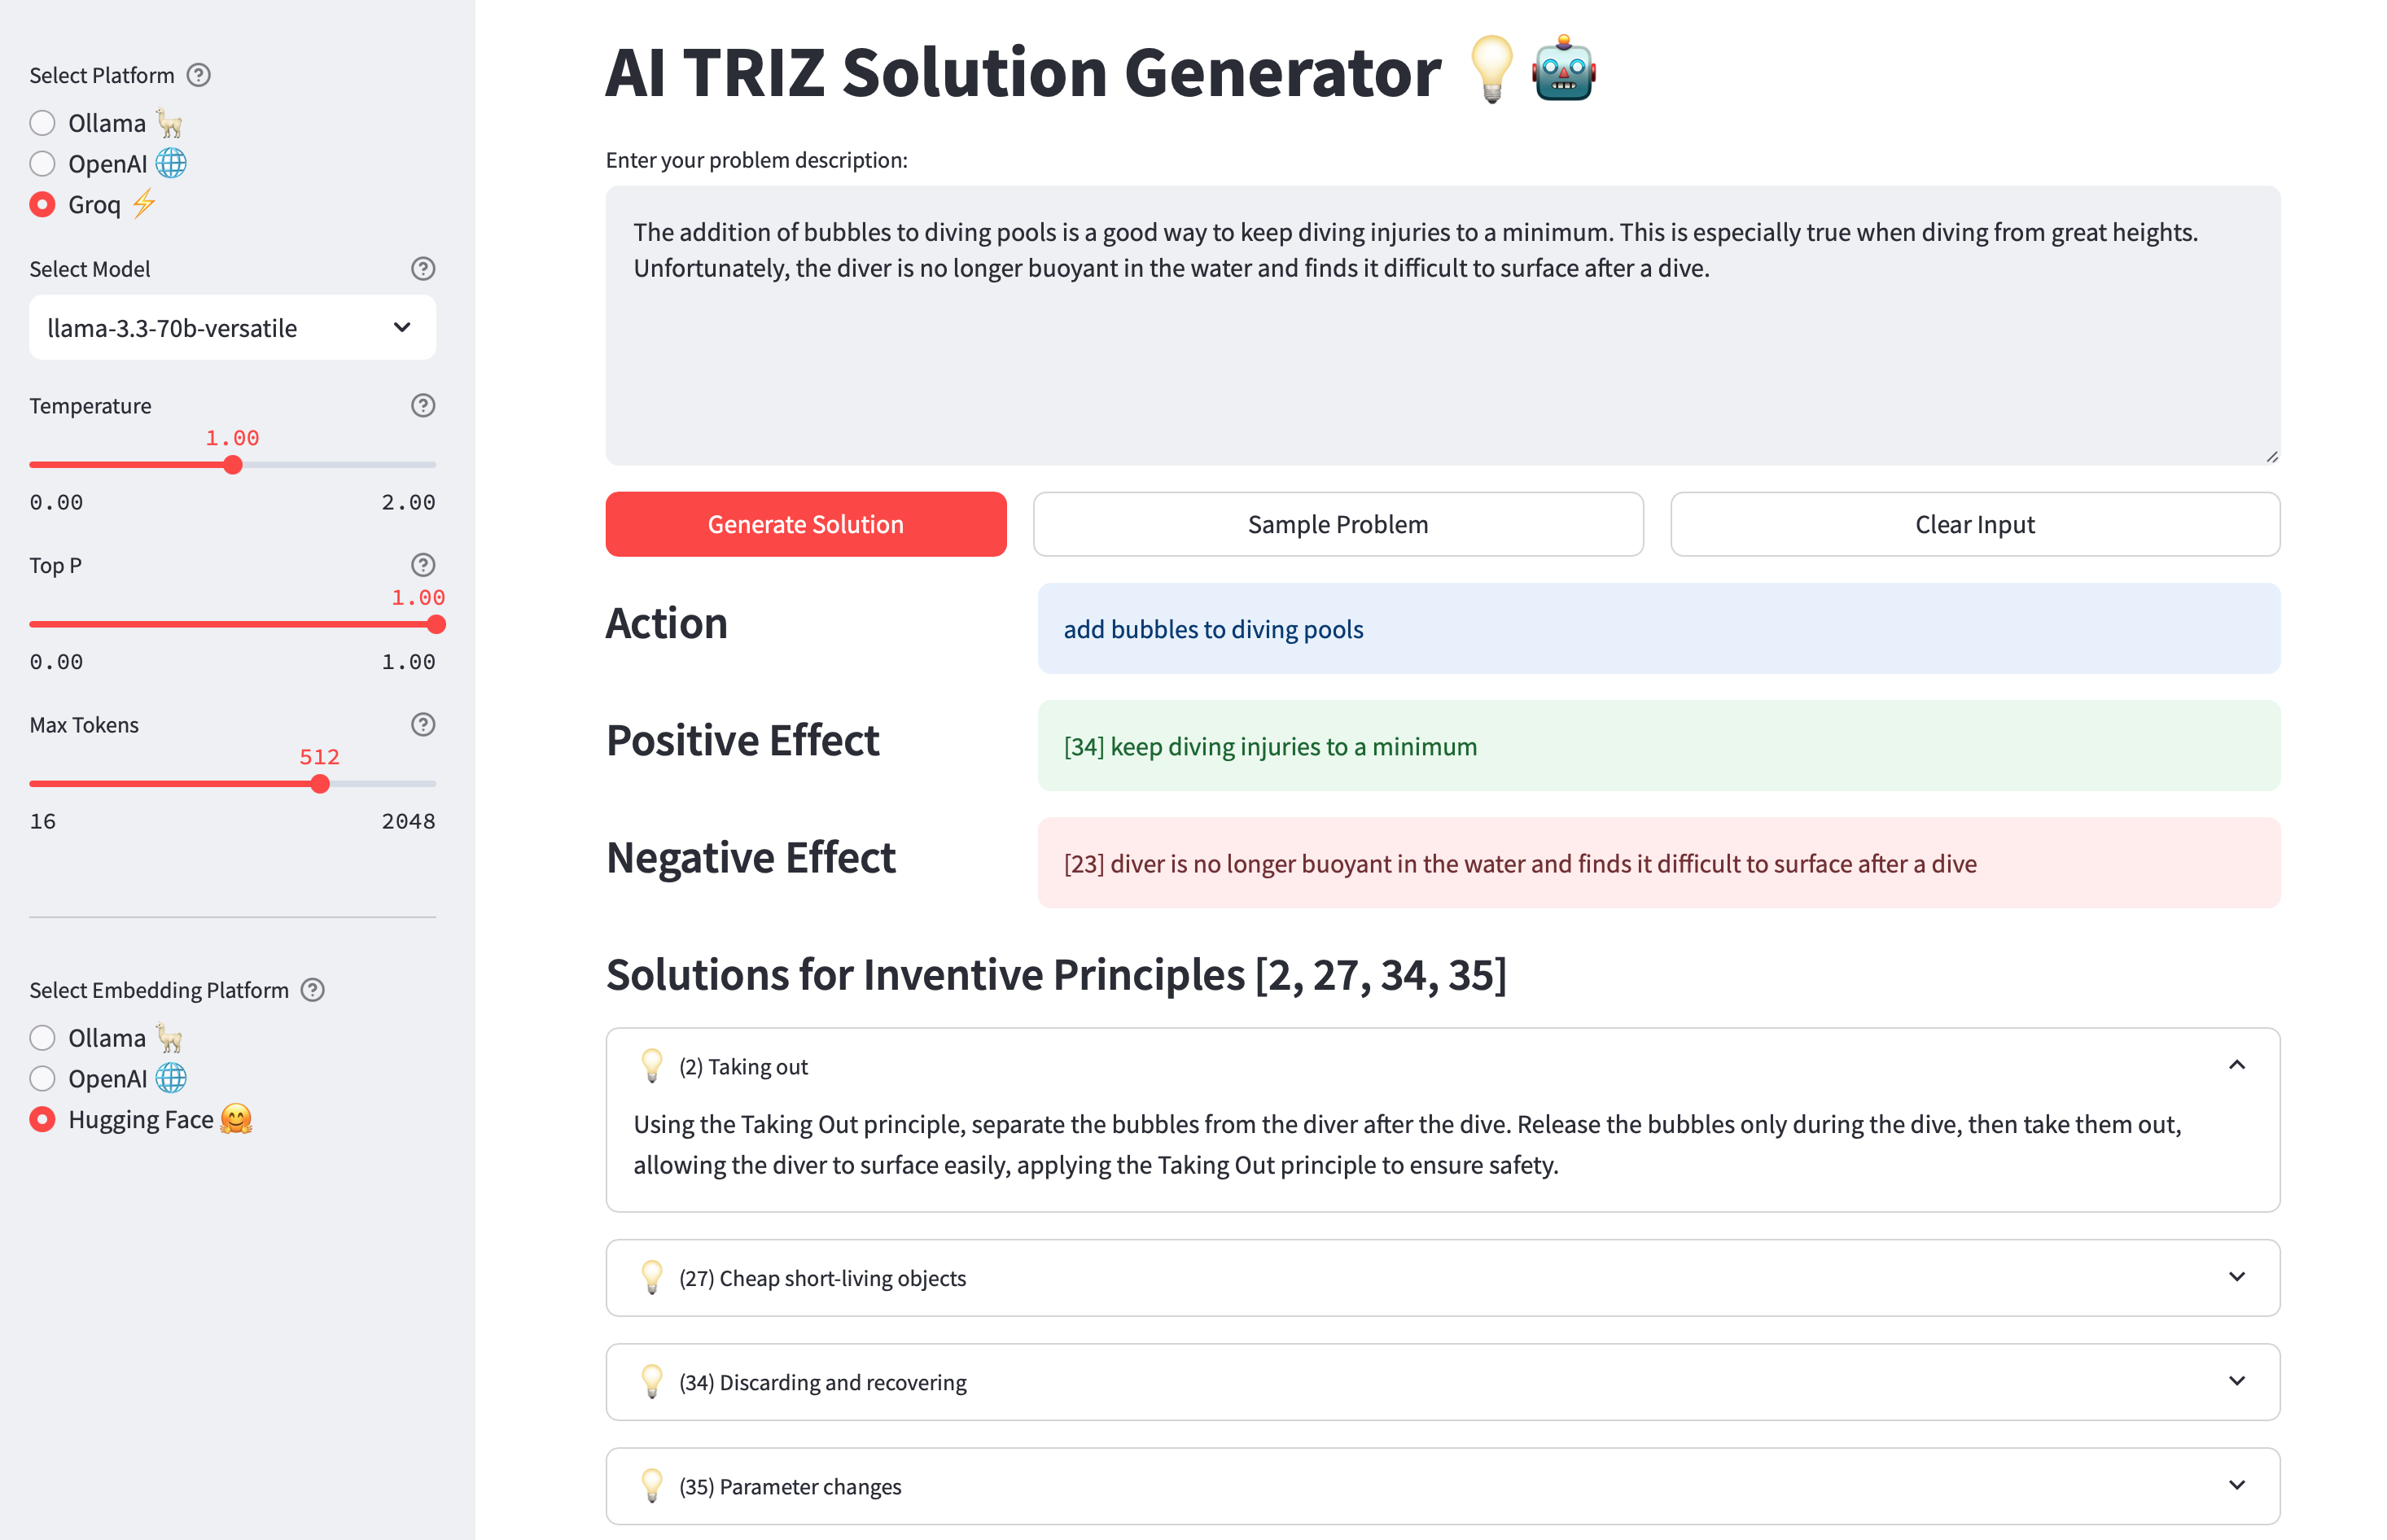 Select Platform
Ollama
OpenAI
Groq
Select Model
llama-3.3-70b-versatile
Temperature
1.00
0.00 2.00
Top P
1.00
0.00 1.00
Max Tokens
512
16 2048
Select Embedding Platform
Ollama
OpenAI
Hugging Face
AI TRIZ Solution Generator
Enter your problem description:
The addition of bubbles to diving pools is a good way to keep diving injuries to a minimum. This is especially true when diving from great heights.
Unfortunately, the diver is no longer buoyant in the water and finds it difficult to surface after a dive.
Generate Solution Sample Problem Clear Input
Action
add bubbles to diving pools
Positive Effect
[34] keep diving injuries to a minimum
Negative Effect
[23] diver is no longer buoyant in the water and finds it difficult to surface after a dive
Solutions for Inventive Principles [2, 27, 34, 35]
(2) Taking out
Using the Taking Out principle, separate the bubbles from the diver after the dive. Release the bubbles only during the dive, then take them out,
allowing the diver to surface easily, applying the Taking Out principle to ensure safety.
(27) Cheap short-living objects
(34) Discarding and recovering
(35) Parameter changes